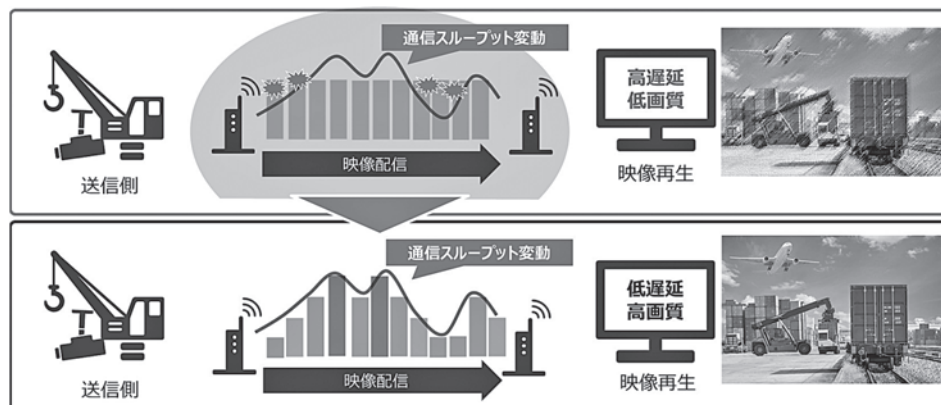 通信スループット変動
高遅延
低画質
映像配信
送信側
映像再生
通信スループット変動
低遅延
高画質
映像配信
送信側
映像再生